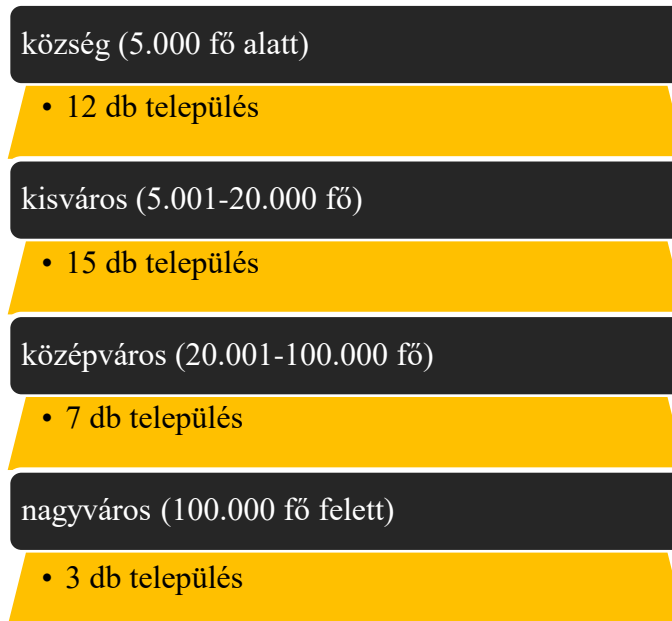 község (5.000 fő alatt)
• 12 db település
kisváros (5.001-20.000 fő)
• 15 db település
középváros (20.001-100.000 fő)
• 7 db település
nagyváros (100.000 fő felett)
• 3 db település